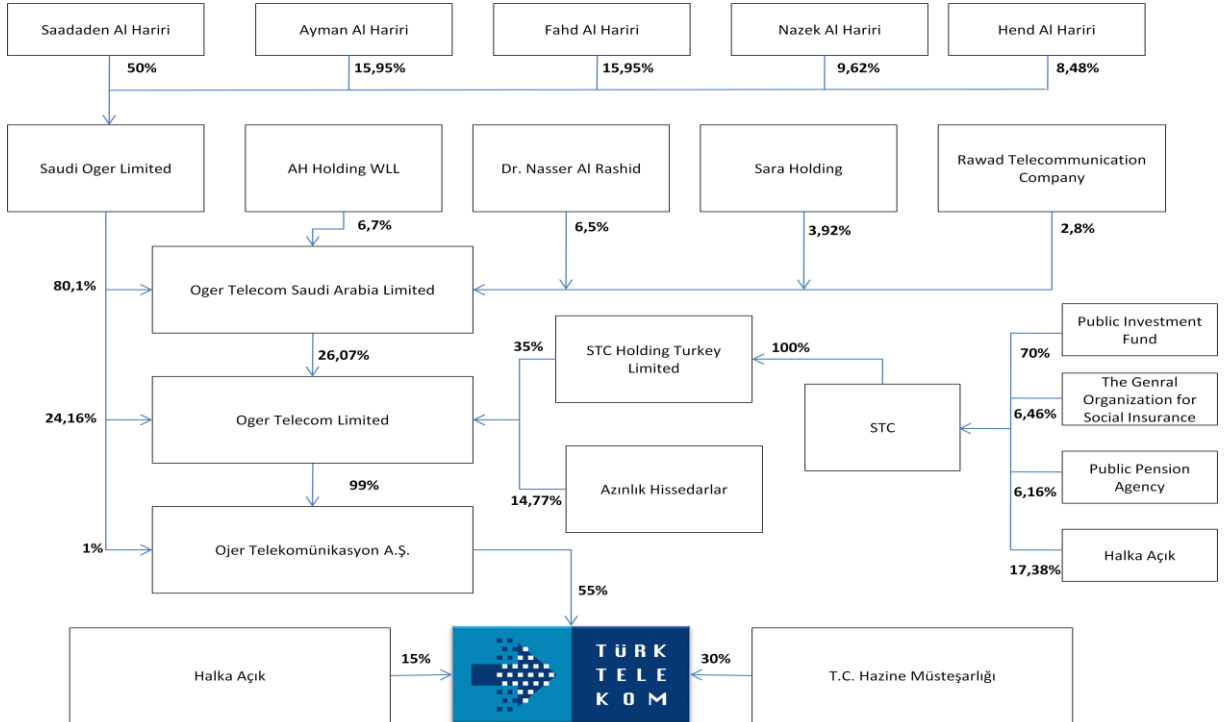 Saadaden Al Hariri
Ayman Al Hariri
Fahd Al Hariri
Nazek Al Hariri
Hend Al Hariri
50%
15,95%
15,95%
9,62%
8,48%
Saudi Oger Limited
AH Holding WLL
Dr. Nasser Al Rashid
Sara Holding
Rawad Telecommunication
Company
6,7%
6,5%
3,92%
2,8%
80,1%
Oger Telecom Saudi Arabia Limited
26,07%
35%
STC Holding Turkey
Limited
100%
Public Investment
Fund
70%
24,16%
Oger Telecom Limited
STC
The Genral
Organization for
Social Insurance
6,46%
99%
14,77%
Azınlık Hissedarlar
Public Pension
Agency
6,16%
1%
Ojer Telekomünikasyon A.Ş.
55%
Halka Açık
17,38%
Halka Açık
15%
TÜRK
TELE
KOM
30%
T.C. Hazine Müsteşarlığı